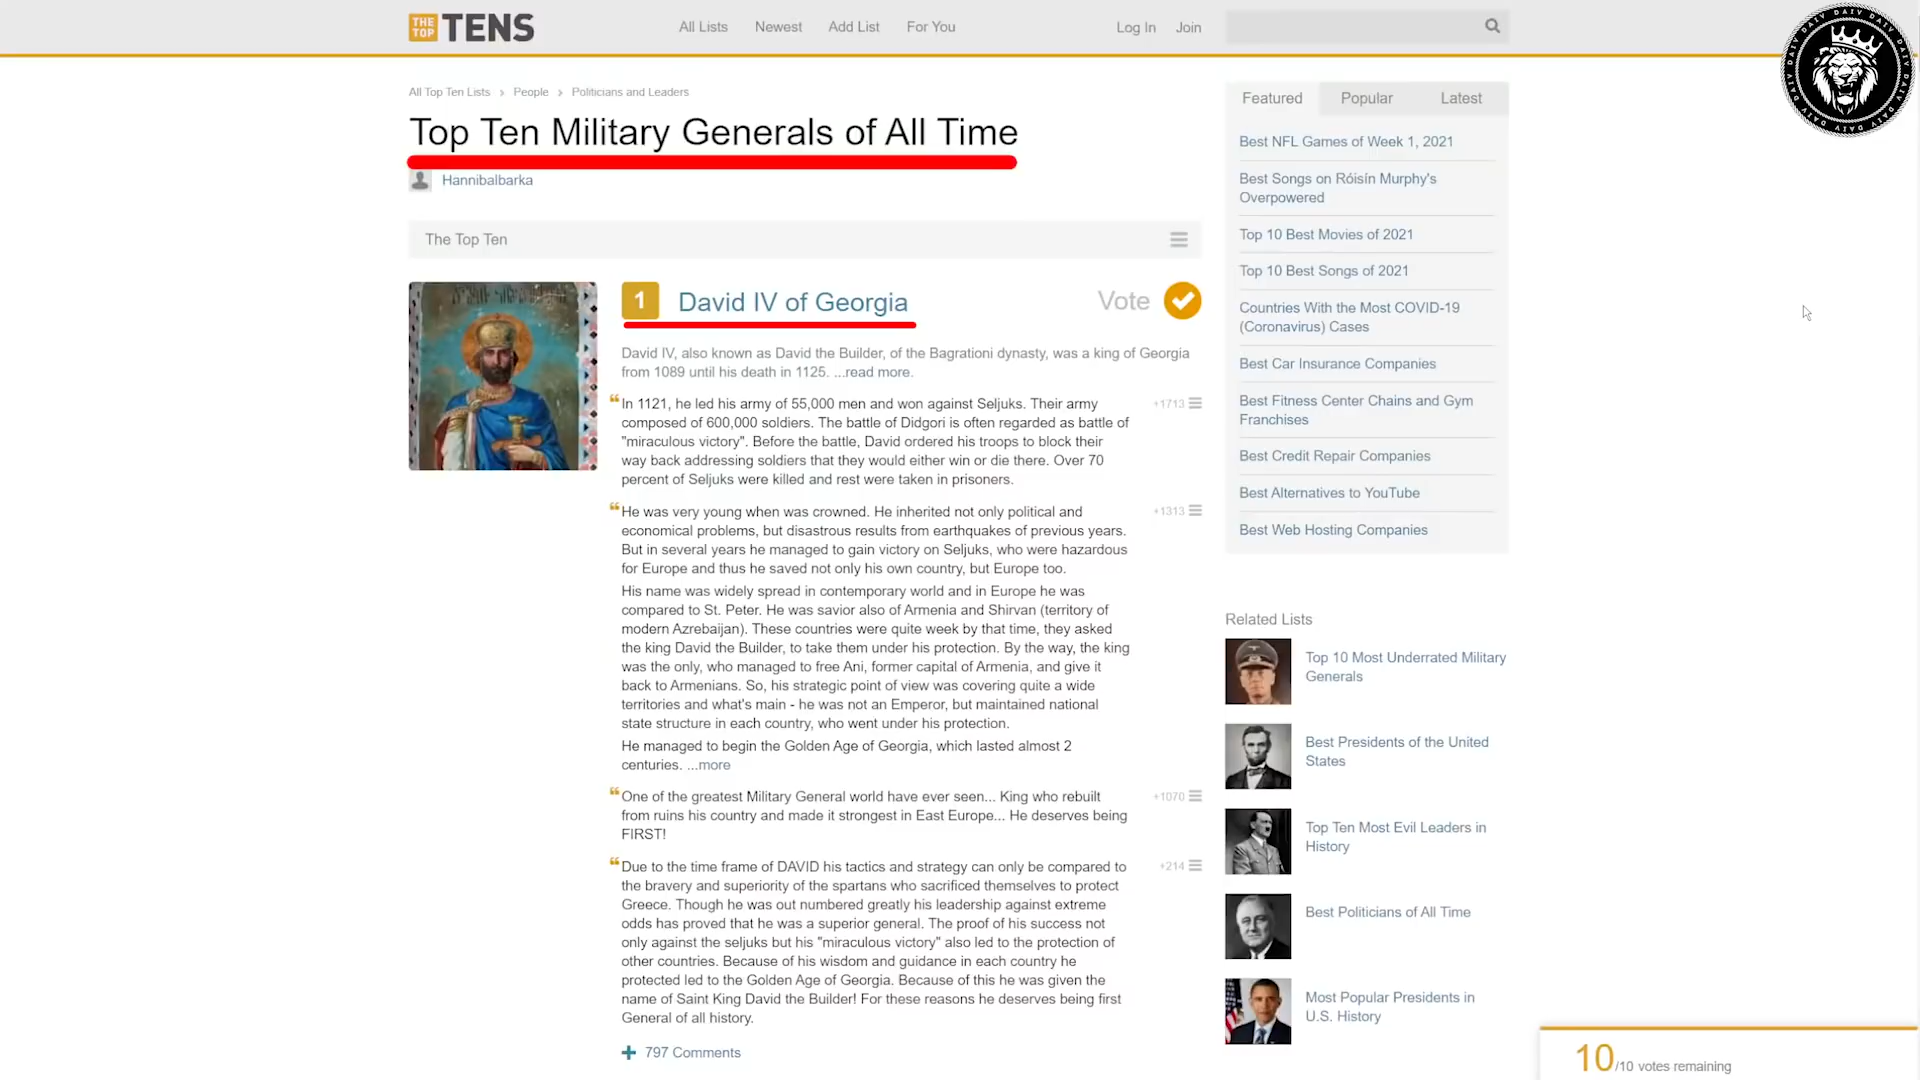 THE TOP TENS
All Lists
Newest
Add List
For You
Log In
Join
DAIV DAIV DAIV DAIV DAIV DAIV
All Top Ten Lists > People > Politicians and Leaders
Top Ten Military Generals of All Time
Hannibalbarka
The Top Ten
1 David IV of Georgia
Vote
David IV, also known as David the Builder, of the Bagrationi dynasty, was a king of Georgia
from 1089 until his death in 1125. ...read more.
In 1121, he led his army of 55,000 men and won against Seljuks. Their army
+1713
composed of 600,000 soldiers. The battle of Didgori is often regarded as battle of
"miraculous victory". Before the battle, David ordered his troops to block their
way back addressing soldiers that they would either win or die there. Over 70
percent of Seljuks were killed and rest were taken in prisoners.
He was very young when was crowned. He inherited not only political and
+1313
economical problems, but disastrous results from earthquakes of previous years.
But in several years he managed to gain victory on Seljuks, who were hazardous
for Europe and thus he saved not only his own country, but Europe too.
His name was widely spread in contemporary world and in Europe he was
compared to St. Peter. He was savior also of Armenia and Shirvan (territory of
modern Azrebaijan). These countries were quite week by that time, they asked
the king David the Builder, to take them under his protection. By the way, the king
was the only, who managed to free Ani, former capital of Armenia, and give it
back to Armenians. So, his strategic point of view was covering quite a wide
territories and what's main - he was not an Emperor, but maintained national
state structure in each country, who went under his protection.
He managed to begin the Golden Age of Georgia, which lasted almost 2
centuries. ...more
One of the greatest Military General world have ever seen... King who rebuilt
+1070
from ruins his country and made it strongest in East Europe... He deserves being
FIRST!
Due to the time frame of DAVID his tactics and strategy can only be compared to
+214
the bravery and superiority of the spartans who sacrificed themselves to protect
Greece. Though he was out numbered greatly his leadership against extreme
odds has proved that he was a superior general. The proof of his success not
only against the seljuks but his "miraculous victory" also led to the protection of
other countries. Because of his wisdom and guidance in each country he
protected led to the Golden Age of Georgia. Because of this he was given the
name of Saint King David the Builder! For these reasons he deserves being first
General of all history.
797 Comments
Featured
Popular
Latest
Best NFL Games of Week 1, 2021
Best Songs on Róisín Murphy's
Overpowered
Top 10 Best Movies of 2021
Top 10 Best Songs of 2021
Countries With the Most COVID-19
(Coronavirus) Cases
Best Car Insurance Companies
Best Fitness Center Chains and Gym
Franchises
Best Credit Repair Companies
Best Alternatives to YouTube
Best Web Hosting Companies
Related Lists
Top 10 Most Underrated Military
Generals
Best Presidents of the United
States
Top Ten Most Evil Leaders in
History
Best Politicians of All Time
Most Popular Presidents in
U.S. History
10/10 votes remaining